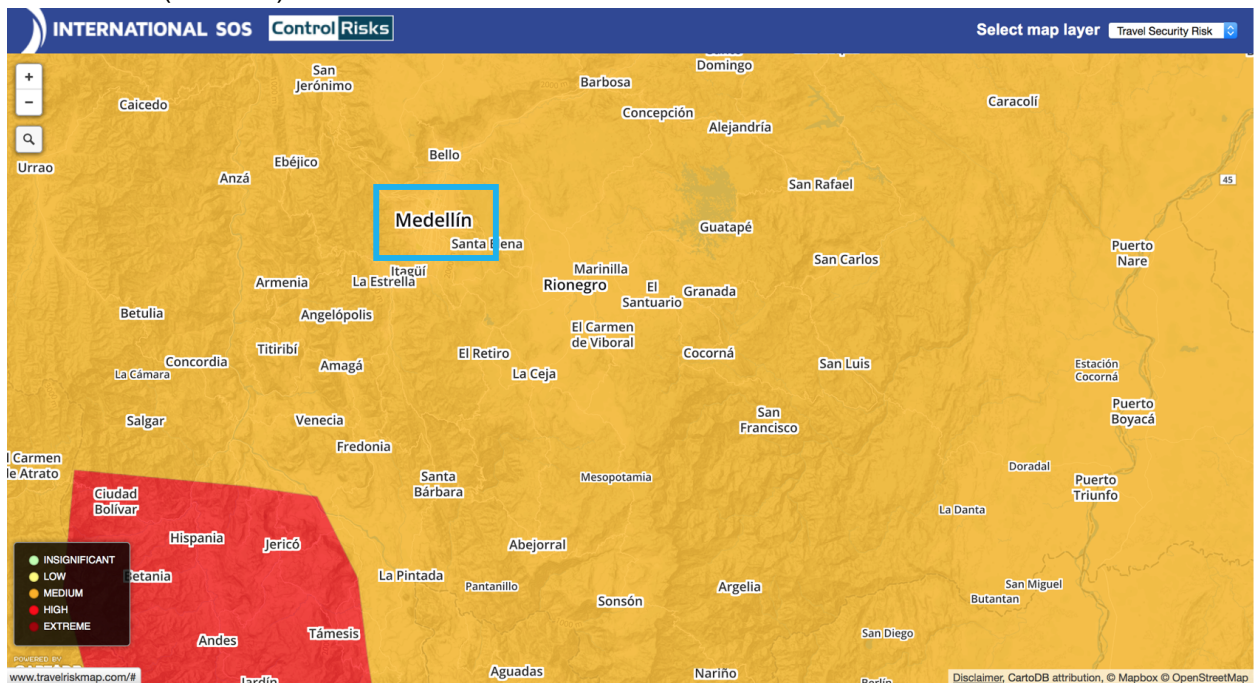 INTERNATIONAL SOS Control Risks
Select map layer Travel Security Risk
+
-
San
Jerónimo
Domingo
Barbosa
Caicedo
Concepción
Caracolí
Alejandría
Bello
Ebéjico
Urrao
Anzá
San Rafael
45
Medellín
Guatapé
Santa Elena
Puerto
Nare
San Carlos
Itagüí
La Estrella
Armenia
Marinilla
Rionegro
El
Santuario
Granada
Betulia
Angelópolis
El Carmen
de Viboral
Titiribí
Concordia
La Cámara
Amagá
El Retiro
Cocorná
San Luis
Estación
Cocorná
La Ceja
Puerto
Boyacá
Salgar
Venecia
San
Francisco
Fredonia
l Carmen
le Atrato
Doradal
Santa
Bárbara
Mesopotamia
Puerto
Triunfo
Ciudad
Bolívar
La Danta
Hispania
Jericó
Abejorral
INSIGNIFICANT
LOW
MEDIUM
HIGH
EXTREME
Betania
La Pintada
Pantanillo
Argelia
San Miguel
Butantan
Sonsón
Andes
Támesis
San Diego
POWERED BY
Aguadas
Nariño
Jardín
Berlín
www.travelriskmap.com/#
Disclaimer, CartoDB attribution, © Mapbox © OpenStreetMap